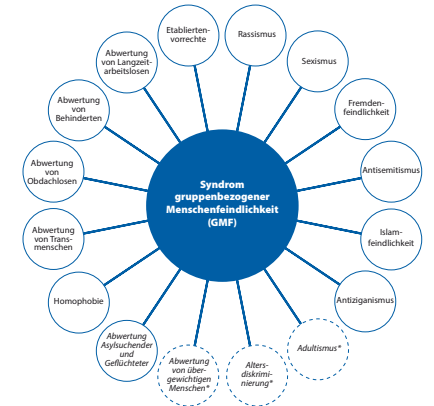 Syndrom
gruppenbezogener
Menschenfeindlichkeit
(GMF)
Etablierten-
vorrechte
Rassismus
Sexismus
Fremden-
feindlichkeit
Antisemitismus
Islam-
feindlichkeit
Antiziganismus
Adultismus*
Alters-
diskrimi-
nierung*
Abwertung
von über-
gewichtigen
Menschen*
Abwertung
Asylsuchender
und
Geflüchteter
Homophobie
Abwertung
von Trans-
menschen
Abwertung
von
Obdachlosen
Abwertung
von
Behinderten
Abwertung
von Langzeit-
arbeitslosen